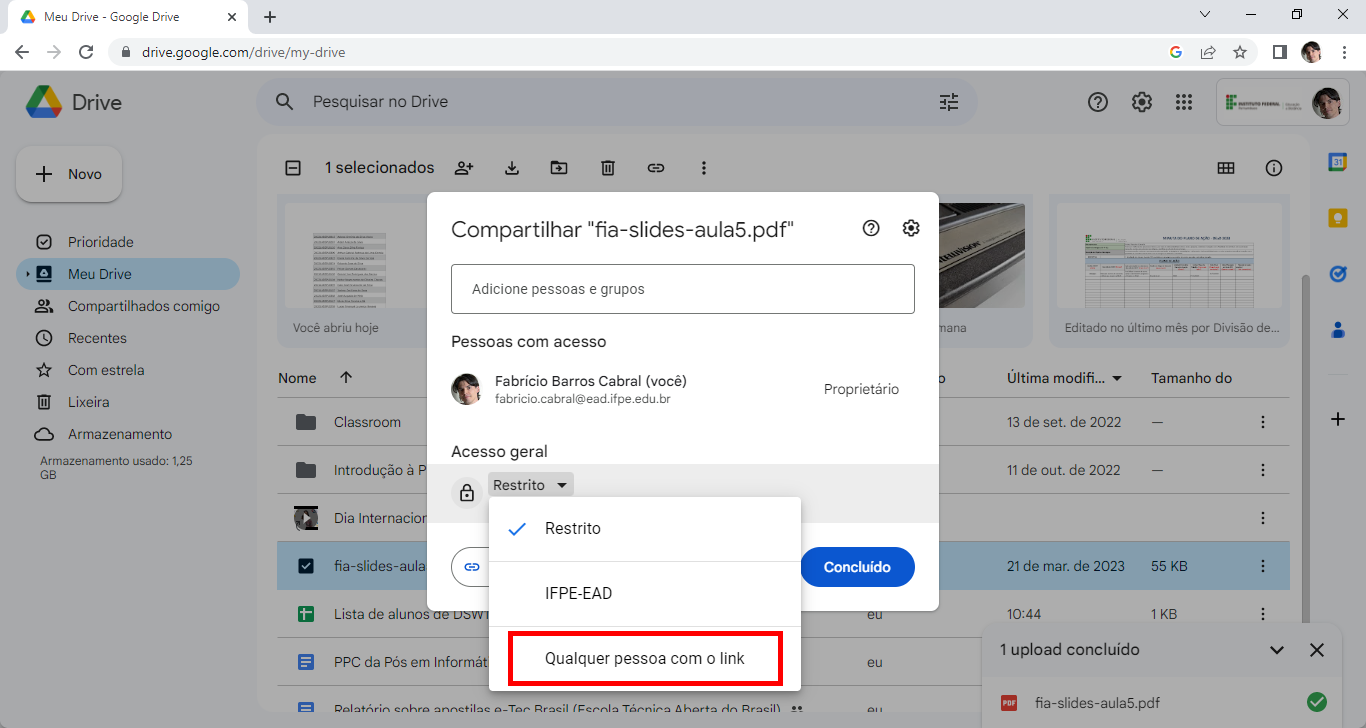 Meu Drive - Google Drive
drive.google.com/drive/my-drive
Drive
Pesquisar no Drive
INSTITUTO FEDERAL
Novo
1 selecionados
Prioridade
Meu Drive
Compartilhados comigo
Recentes
Com estrela
Lixeira
Armazenamento
Armazenamento usado: 1,25
GB
Você abriu hoje
mana
Editado no último mês por Divisão de...
31
Compartilhar "fia-slides-aula5.pdf"
Adicione pessoas e grupos
Pessoas com acesso
Fabrício Barros Cabral (você)
fabricio.cabral@ead.ifpe.edu.br
Proprietário
Acesso geral
Restrito
Restrito
IFPE-EAD
Qualquer pessoa com o link
Concluído
Nome
o
Última modifi...
Tamanho do
Classroom
13 de set. de 2022
—
Introdução à P
11 de out. de 2022
—
Dia Internacion
fia-slides-aula
21 de mar. de 2023
55 KB
Lista de alunos de DSW1
eu
10:44
1 KB
PPC da Pós em Informát
eu
Relatório sobre apostilas e-Tec Brasil (Escola Técnica Aberta do Brasil)
eu
1 upload concluído
PDF
fia-slides-aula5.pdf